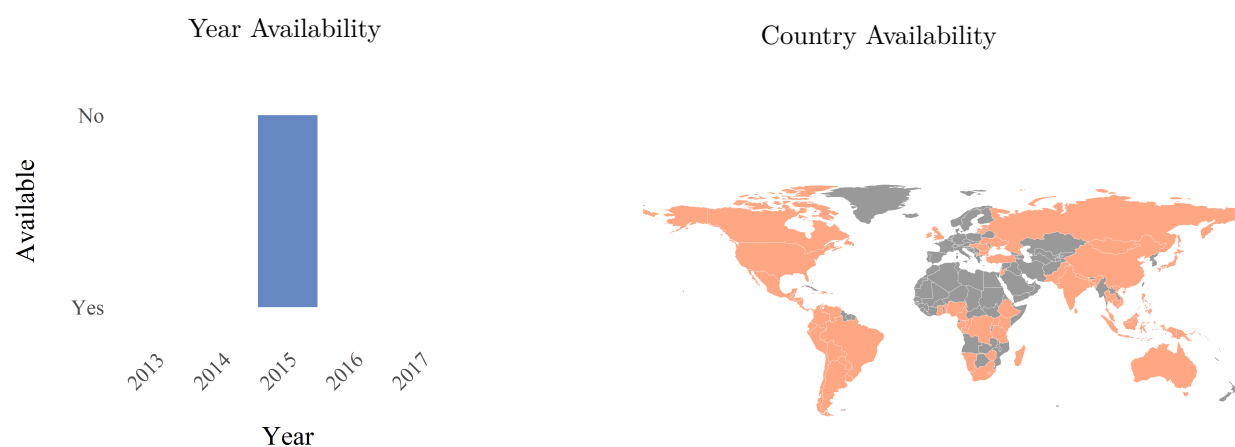 Year Availability
Country Availability
No
Available
Yes
2013
2014
2015
2016
2017
Year